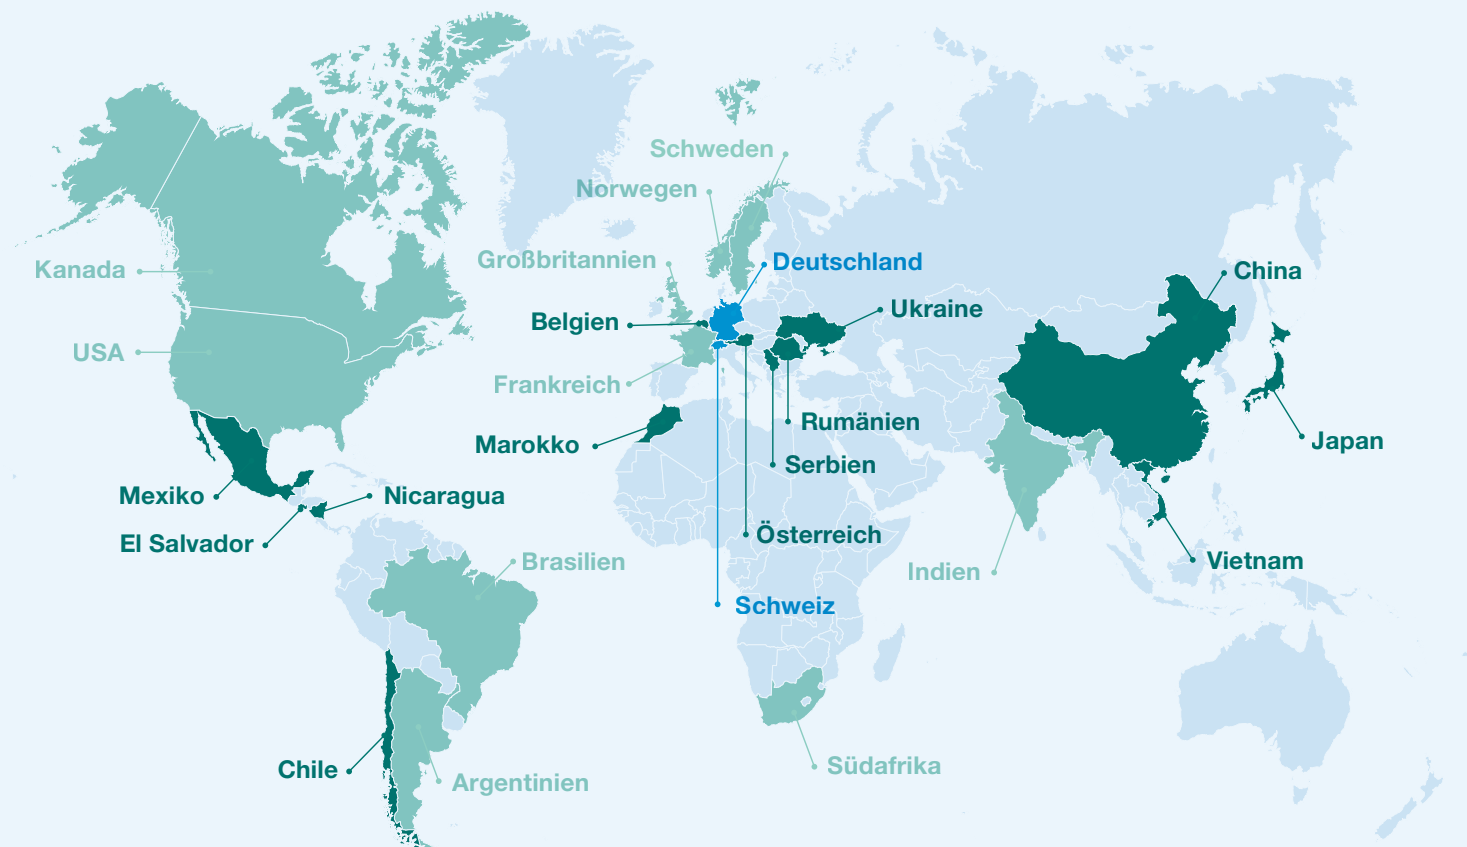 Schweden
Norwegen
Großbritannien
Deutschland
Kanada
China
Ukraine
Belgien
USA
Frankreich
Rumänien
Japan
Marokko
Serbien
Mexiko
Nicaragua
Österreich
El Salvador
Brasilien
Vietnam
Indien
Schweiz
Südafrika
Chile
Argentinien